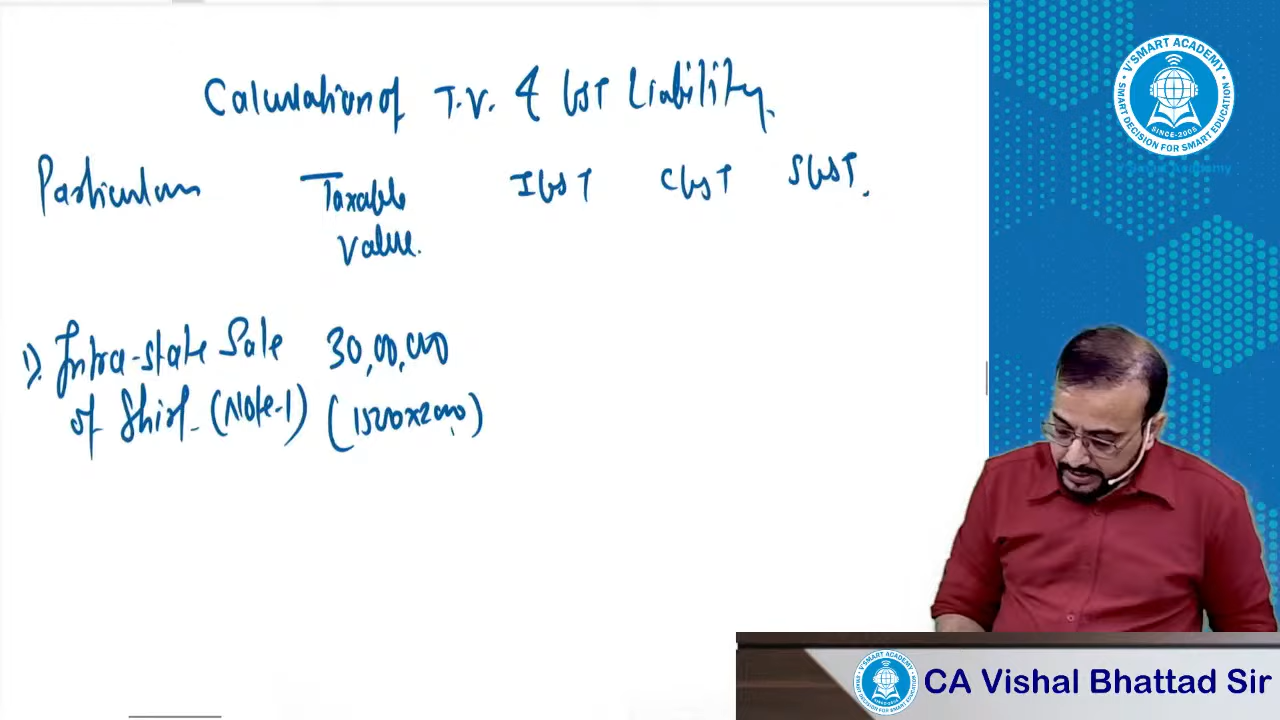 Calculation of T.V. & GST Liability.
Particulars Taxable Value. IGST CGST SGST.
1). Intra-state Sale 30,00,000
of Shirt. (Note-1) (1500x2000)
V'SMART ACADEMY
SMART DECISION FOR SMART EDUCATION
SINCE-2005
CA Vishal Bhattad Sir